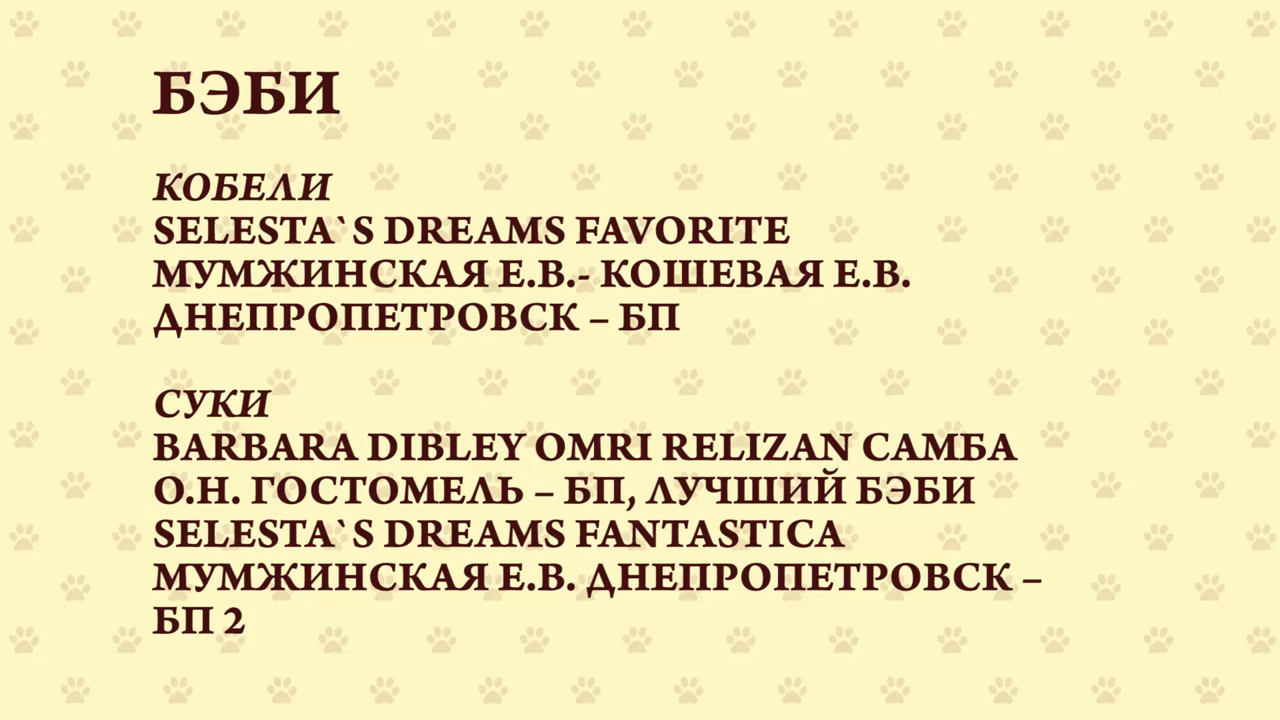 БЭБИ
КОБЕЛИ
SELESTA`S DREAMS FAVORITE
МУМЖИНСКАЯ Е.В.- КОШЕВАЯ Е.В.
ДНЕПРОПЕТРОВСК – БП
СУКИ
BARBARA DIBLEY OMRI RELIZAN САМБА
О.Н. ГОСТОМЕЛЬ – БП, ЛУЧШИЙ БЭБИ
SELESTA`S DREAMS FANTASTICA
МУМЖИНСКАЯ Е.В. ДНЕПРОПЕТРОВСК –
БП 2